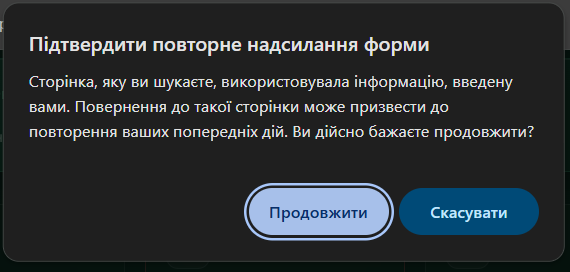 Підтвердити повторне надсилання форми
Сторінка, яку ви шукаєте, використовувала інформацію, введену
вами. Повернення до такої сторінки може призвести до
повторення ваших попередніх дій. Ви дійсно бажаєте продовжити?
Продовжити
Скасувати